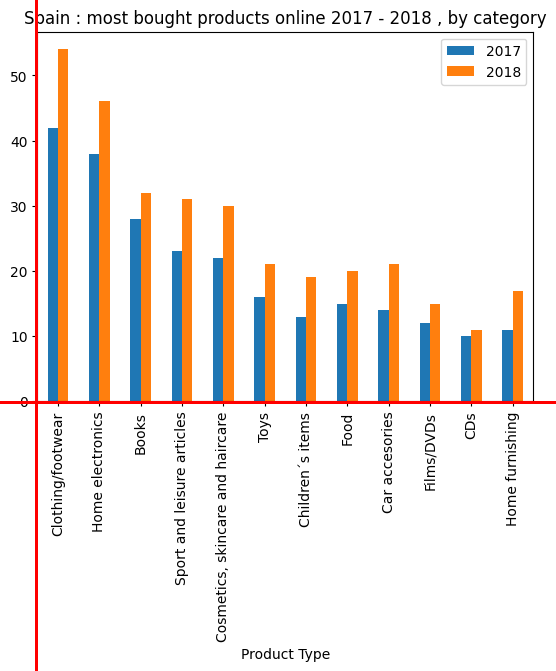 Spain : most bought products online 2017 - 2018 , by category
2017
2018
50
40
30
20
10
0
Clothing/footwear
Home electronics
Books
Sport and leisure articles
Cosmetics, skincare and haircare
Toys
Children´s items
Food
Car accesories
Films/DVDs
CDs
Home furnishing
Product Type